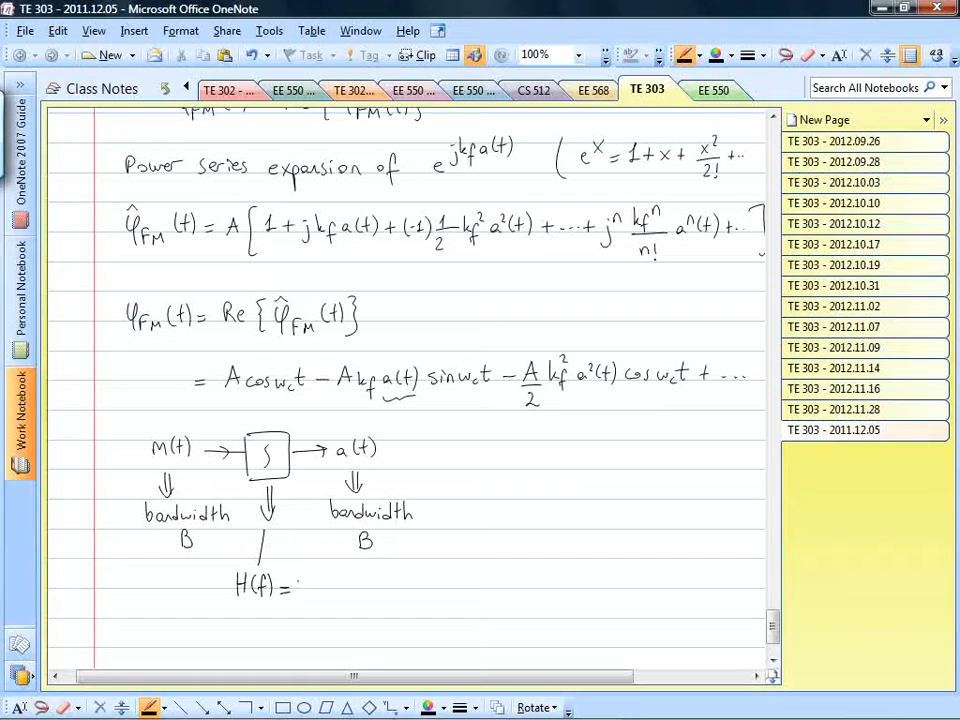 TE 303 - 2011.12.05 - Microsoft Office OneNote
File Edit View Insert Format Share Tools Table Window Help
New Task Tag Clip 100%
Class Notes TE 302 - ... EE 550 ... TE 302... EE 550 ... EE 550 ... CS 512 EE 568 TE 303 EE 550 Search All Notebooks
OneNote 2007 Guide
Personal Notebook
Work Notebook
Power series expansion of e^{jk_f a(t)} ( e^x = 1 + x + x²/2! + ..
φ̂_FM(t) = A [ 1 + jk_f a(t) + (-1) 1/2 k_f² a²(t) + ... + j^n k_f^n/n! a^n(t) + .. ]
φ_FM(t) = Re { φ̂_FM(t) }
= A cos w_c t - A k_f a(t) sin w_c t - A/2 k_f² a²(t) cos w_c t + ...
m(t) → ∫ → a(t)
⇓ ⇓ ⇓
bandwidth bandwidth
B B
H(f) =
New Page
TE 303 - 2012.09.26
TE 303 - 2012.09.28
TE 303 - 2012.10.03
TE 303 - 2012.10.10
TE 303 - 2012.10.12
TE 303 - 2012.10.17
TE 303 - 2012.10.19
TE 303 - 2012.10.31
TE 303 - 2012.11.02
TE 303 - 2012.11.07
TE 303 - 2012.11.09
TE 303 - 2012.11.14
TE 303 - 2012.11.16
TE 303 - 2012.11.28
TE 303 - 2011.12.05
Rotate